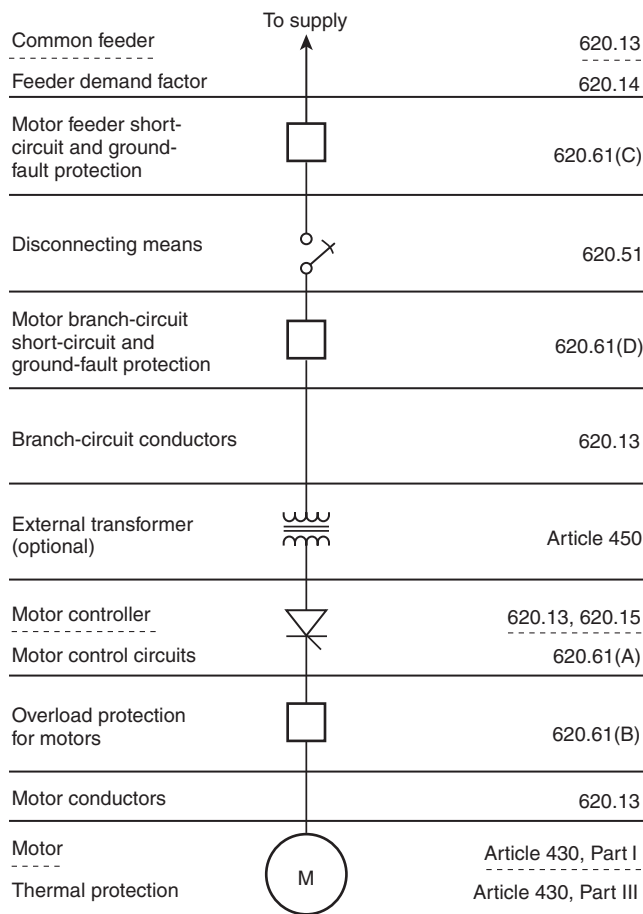 To supply
Common feeder 620.13
Feeder demand factor 620.14
Motor feeder short-
circuit and ground-
fault protection 620.61(C)
Disconnecting means 620.51
Motor branch-circuit
short-circuit and
ground-fault protection 620.61(D)
Branch-circuit conductors 620.13
External transformer
(optional) Article 450
Motor controller 620.13, 620.15
Motor control circuits 620.61(A)
Overload protection
for motors 620.61(B)
Motor conductors 620.13
Motor Article 430, Part I
M
Thermal protection Article 430, Part III